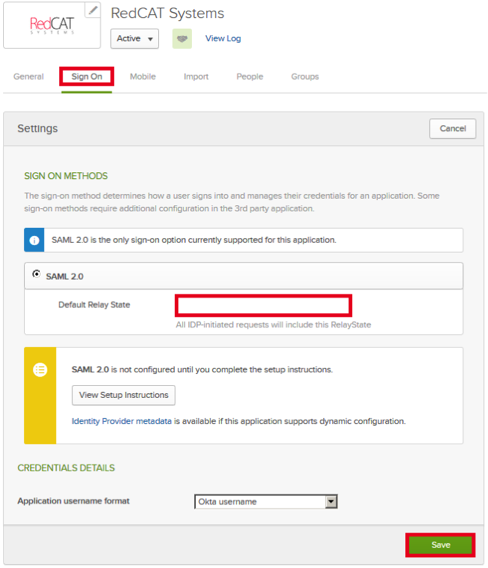 RedCAT
SYSTEMS
RedCAT Systems
Active
View Log
General
Sign On
Mobile
Import
People
Groups
Settings
Cancel
SIGN ON METHODS
The sign-on method determines how a user signs into and manages their credentials for an application. Some
sign-on methods require additional configuration in the 3rd party application.
SAML 2.0 is the only sign-on option currently supported for this application.
SAML 2.0
Default Relay State
All IDP-initiated requests will include this RelayState
SAML 2.0 is not configured until you complete the setup instructions.
View Setup Instructions
Identity Provider metadata is available if this application supports dynamic configuration.
CREDENTIALS DETAILS
Application username format
Okta username
Save